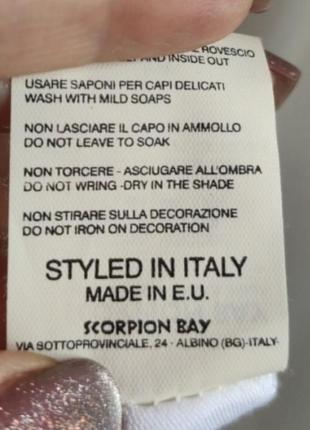 ROVESCIO
AND INSIDE OUT
USARE SAPONI PER CAPI DELICATI
WASH WITH MILD SOAPS
NON LASCIARE IL CAPO IN AMMOLLO
DO NOT LEAVE TO SOAK
NON TORCERE - ASCIUGARE ALL'OMBRA
DO NOT WRING -DRY IN THE SHADE
NON STIRARE SULLA DECORAZIONE
DO NOT IRON ON DECORATION
STYLED IN ITALY
MADE IN E.U.
SCORPION BAY
VIA SOTTOPROVINCIALE, 24 - ALBINO (BG)-ITALY-